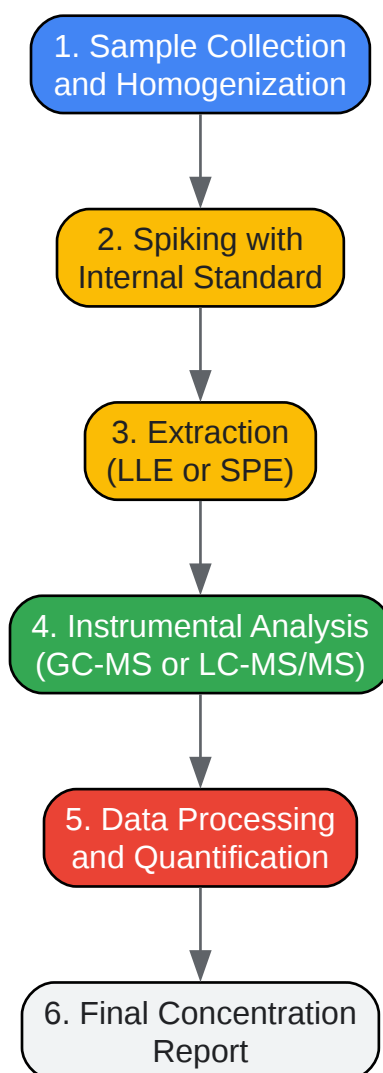 1. Sample Collection
and Homogenization
2. Spiking with
Internal Standard
3. Extraction
(LLE or SPE)
4. Instrumental Analysis
(GC-MS or LC-MS/MS)
5. Data Processing
and Quantification
6. Final Concentration
Report